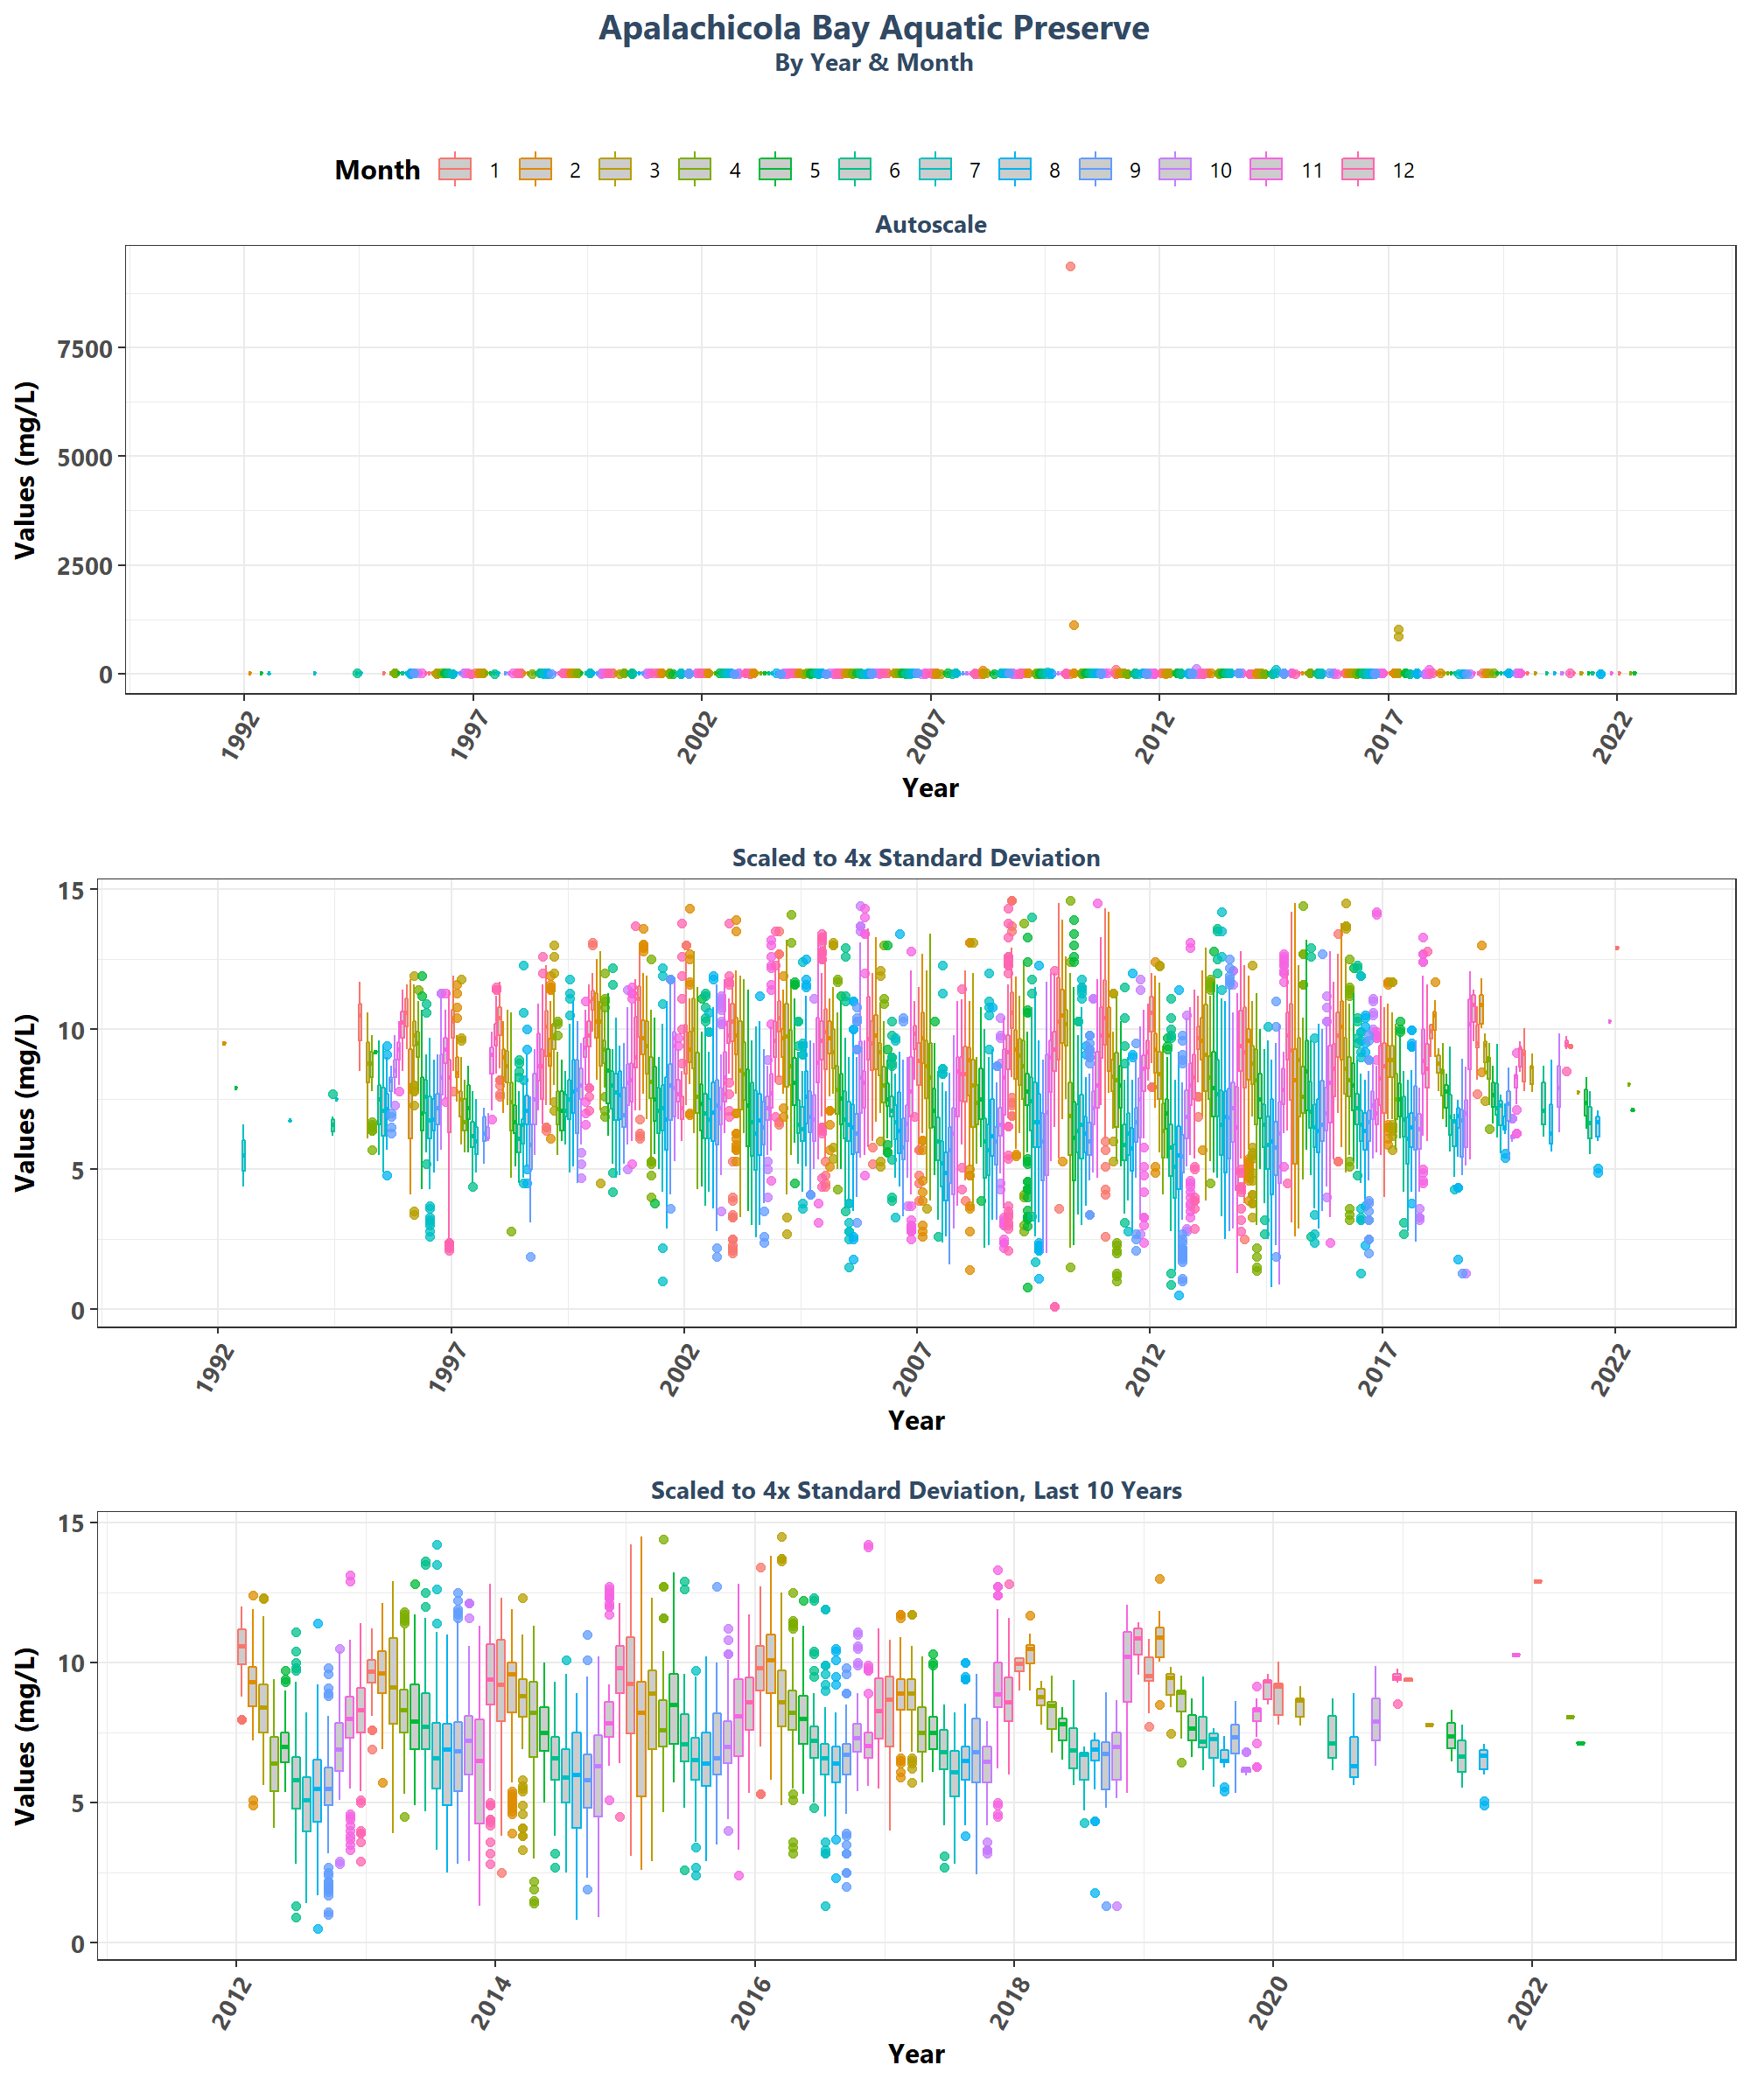 Apalachicola Bay Aquatic Preserve
By Year & Month
Month 1 2 3 4 5 6 7 8 9 10 11 12
Autoscale
Values (mg/L)
7500
5000
2500
0
1992 1997 2002 2007 2012 2017 2022
Year
Scaled to 4x Standard Deviation
Values (mg/L)
15
10
5
0
1992 1997 2002 2007 2012 2017 2022
Year
Scaled to 4x Standard Deviation, Last 10 Years
Values (mg/L)
15
10
5
0
2012 2014 2016 2018 2020 2022
Year